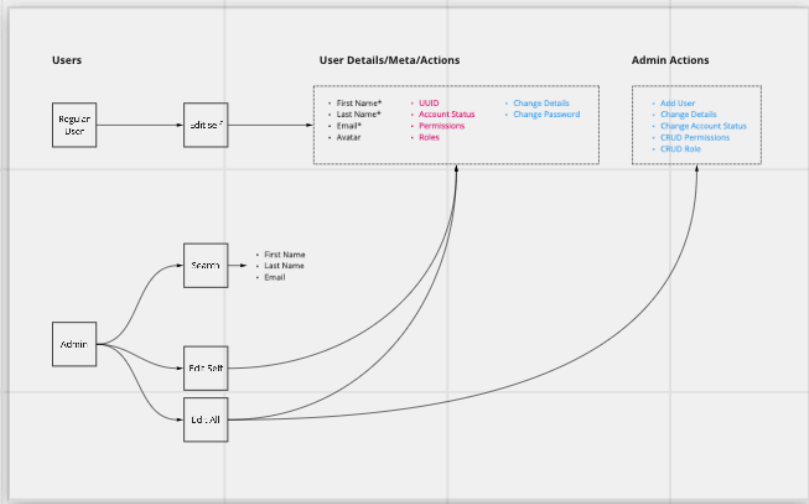 Users
User Details/Meta/Actions
Admin Actions
Regular
User
Edit self
First Name*
Last Name*
Email*
Avatar
UUID
Account Status
Permissions
Roles
Change Details
Change Password
Add User
Change Details
Change Account Status
CRUD Permissions
CRUD Role
Search
First Name
Last Name
Email
Admin
Edit Self
Edit All